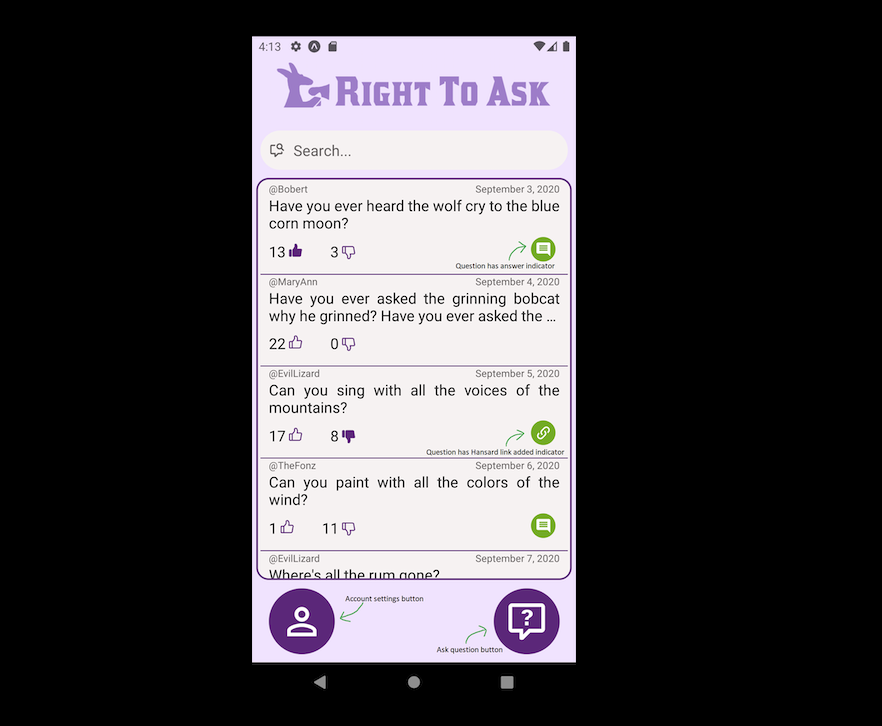 4:13
RIGHT TO ASK
Search...
@Bobert September 3, 2020
Have you ever heard the wolf cry to the blue
corn moon?
13 3
Question has answer indicator
@MaryAnn September 4, 2020
Have you ever asked the grinning bobcat
why he grinned? Have you ever asked the ...
22 0
@EvilLizard September 5, 2020
Can you sing with all the voices of the
mountains?
17 8
Question has Hansard link added indicator
@TheFonz September 6, 2020
Can you paint with all the colors of the
wind?
1 11
@EvilLizard September 7, 2020
Where's all the rum gone?
Account settings button
?
Ask question button